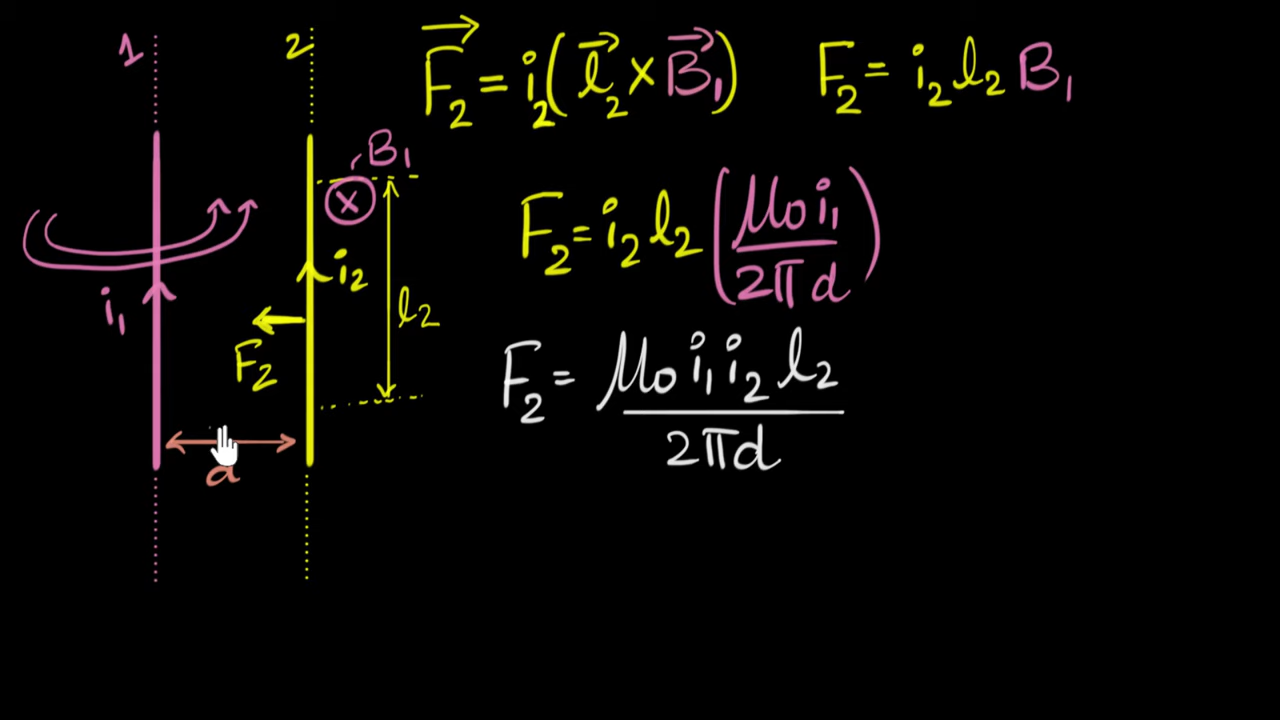 1 2
F⃗₂ = i₂(l⃗₂ × B⃗₁) F₂ = i₂ l₂ B₁
B₁
X
F₂ = i₂ l₂ (μ₀ i₁ / 2π d)
i₂
i₁
l₂
F₂
F₂ = μ₀ i₁ i₂ l₂ / 2πd